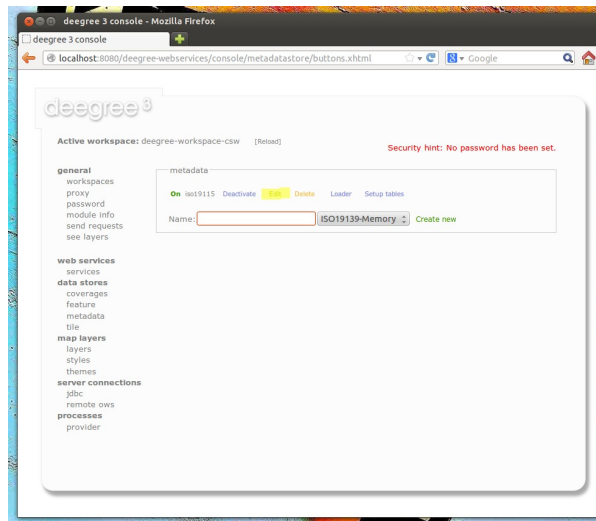 deegree 3 console - Mozilla Firefox
deegree 3 console
localhost:8080/deegree-webservices/console/metadatastore/buttons.xhtml
Google
deegree 3
Active workspace: deegree-workspace-csw [Reload]
Security hint: No password has been set.
general
workspaces
proxy
password
module info
send requests
see layers
web services
services
data stores
coverages
feature
metadata
tile
map layers
layers
styles
themes
server connections
jdbc
remote ows
processes
provider
metadata
On iso19115 Deactivate Edit Delete Loader Setup tables
Name: ISO19139-Memory Create new